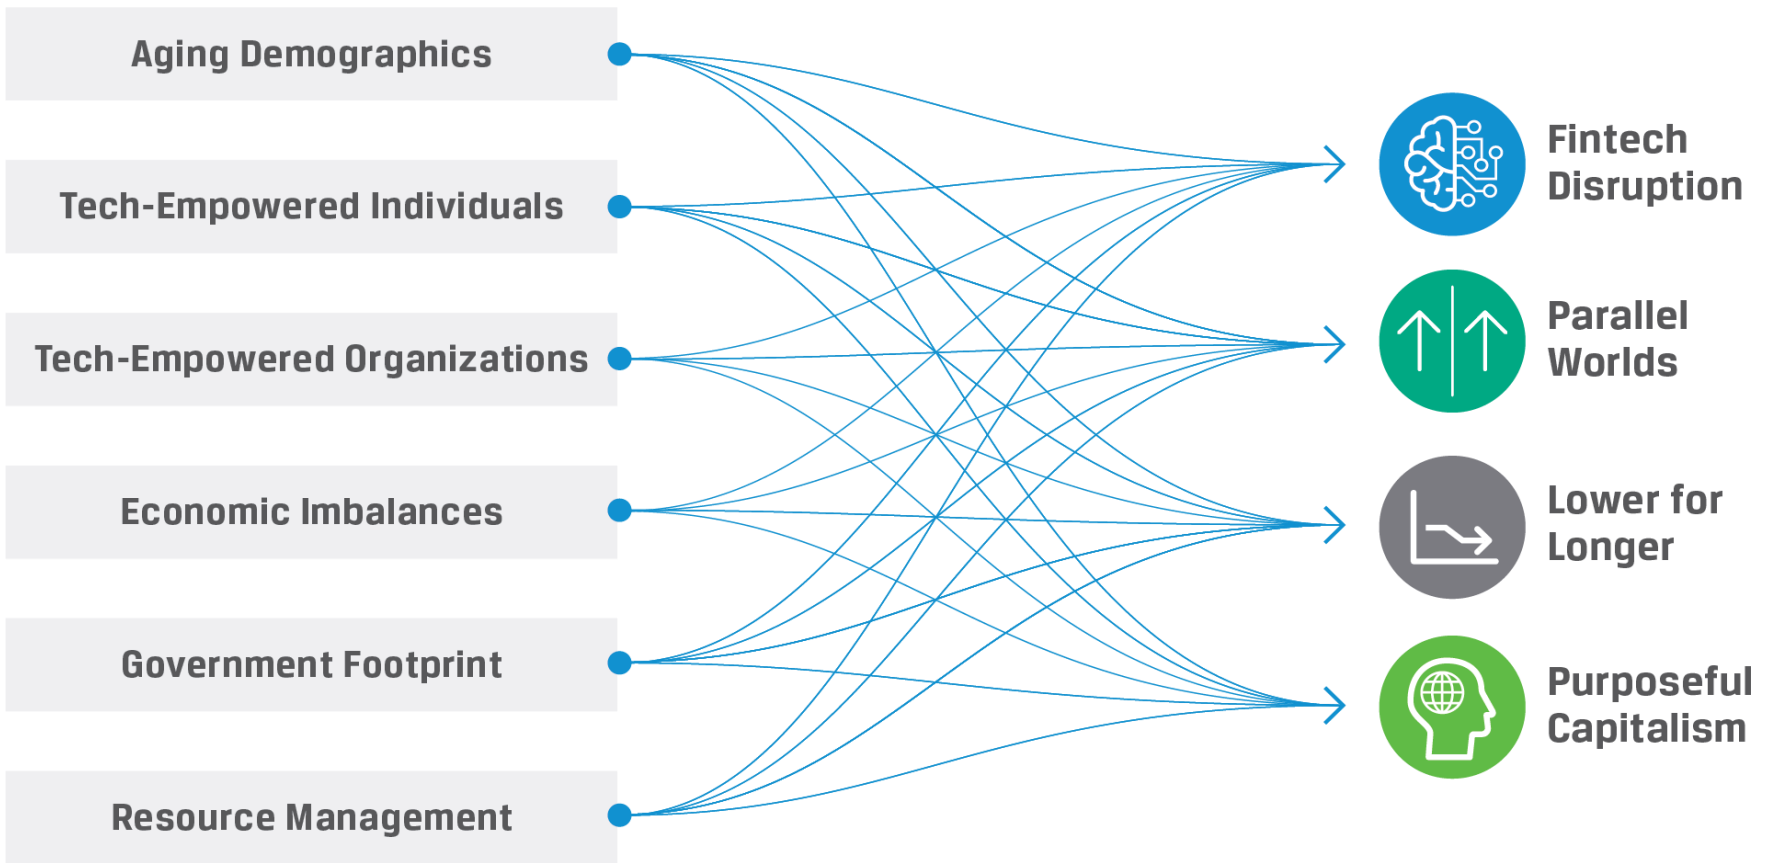 Aging Demographics
Tech-Empowered Individuals
Tech-Empowered Organizations
Economic Imbalances
Government Footprint
Resource Management
Fintech
Disruption
Parallel
Worlds
Lower for
Longer
Purposeful
Capitalism